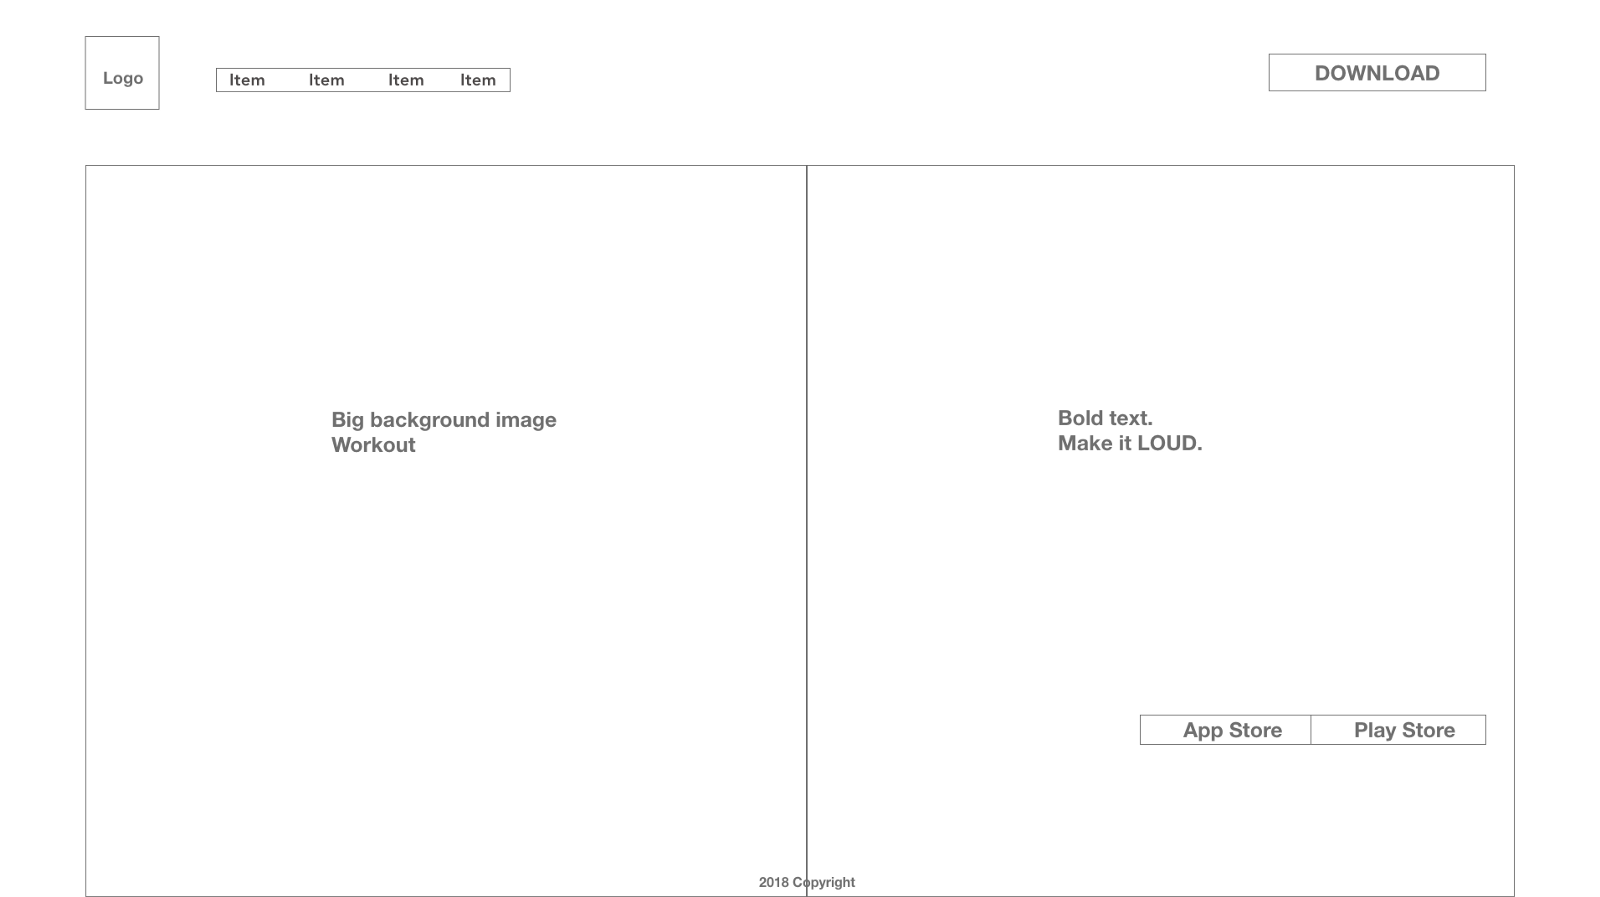 Logo
Item Item Item Item
DOWNLOAD
Big background image
Workout
Bold text.
Make it LOUD.
App Store
Play Store
2018 Copyright